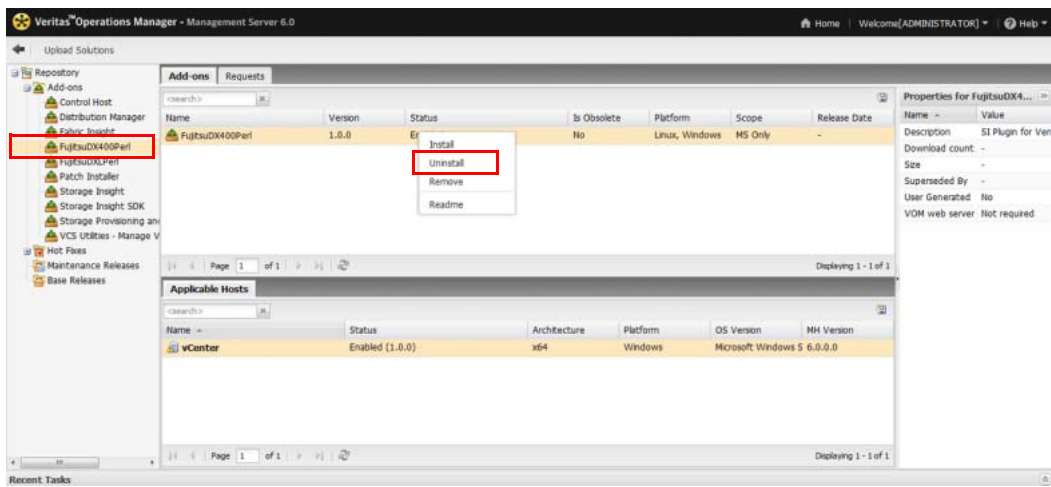 Veritas™Operations Manager - Management Server 6.0 Home Welcome[ADMINISTRATOR] Help
Upload Solutions
Repository
Add-ons
Control Host
Distribution Manager
Fabric Insight
FujitsuDX400Perl
FujitsuDXLPerl
Patch Installer
Storage Insight
Storage Insight SDK
Storage Provisioning an
VCS Utilities - Manage V
Hot Fixes
Maintenance Releases
Base Releases
Add-ons Requests
<search>
Name Version Status Is Obsolete Platform Scope Release Date
FujitsuDX400Perl 1.0.0 En No Linux, Windows MS Only -
Install
Uninstall
Remove
Readme
Page 1 of 1 Displaying 1 - 1 of 1
Applicable Hosts
<search>
Name Status Architecture Platform OS Version MH Version
vCenter Enabled (1.0.0) x64 Windows Microsoft Windows S 6.0.0.0
Page 1 of 1 Displaying 1 - 1 of 1
Properties for FujitsuDX4...
Name Value
Description SI Plugin for Ver
Download count -
Size -
Superseded By -
User Generated No
VOM web server Not required
Recent Tasks